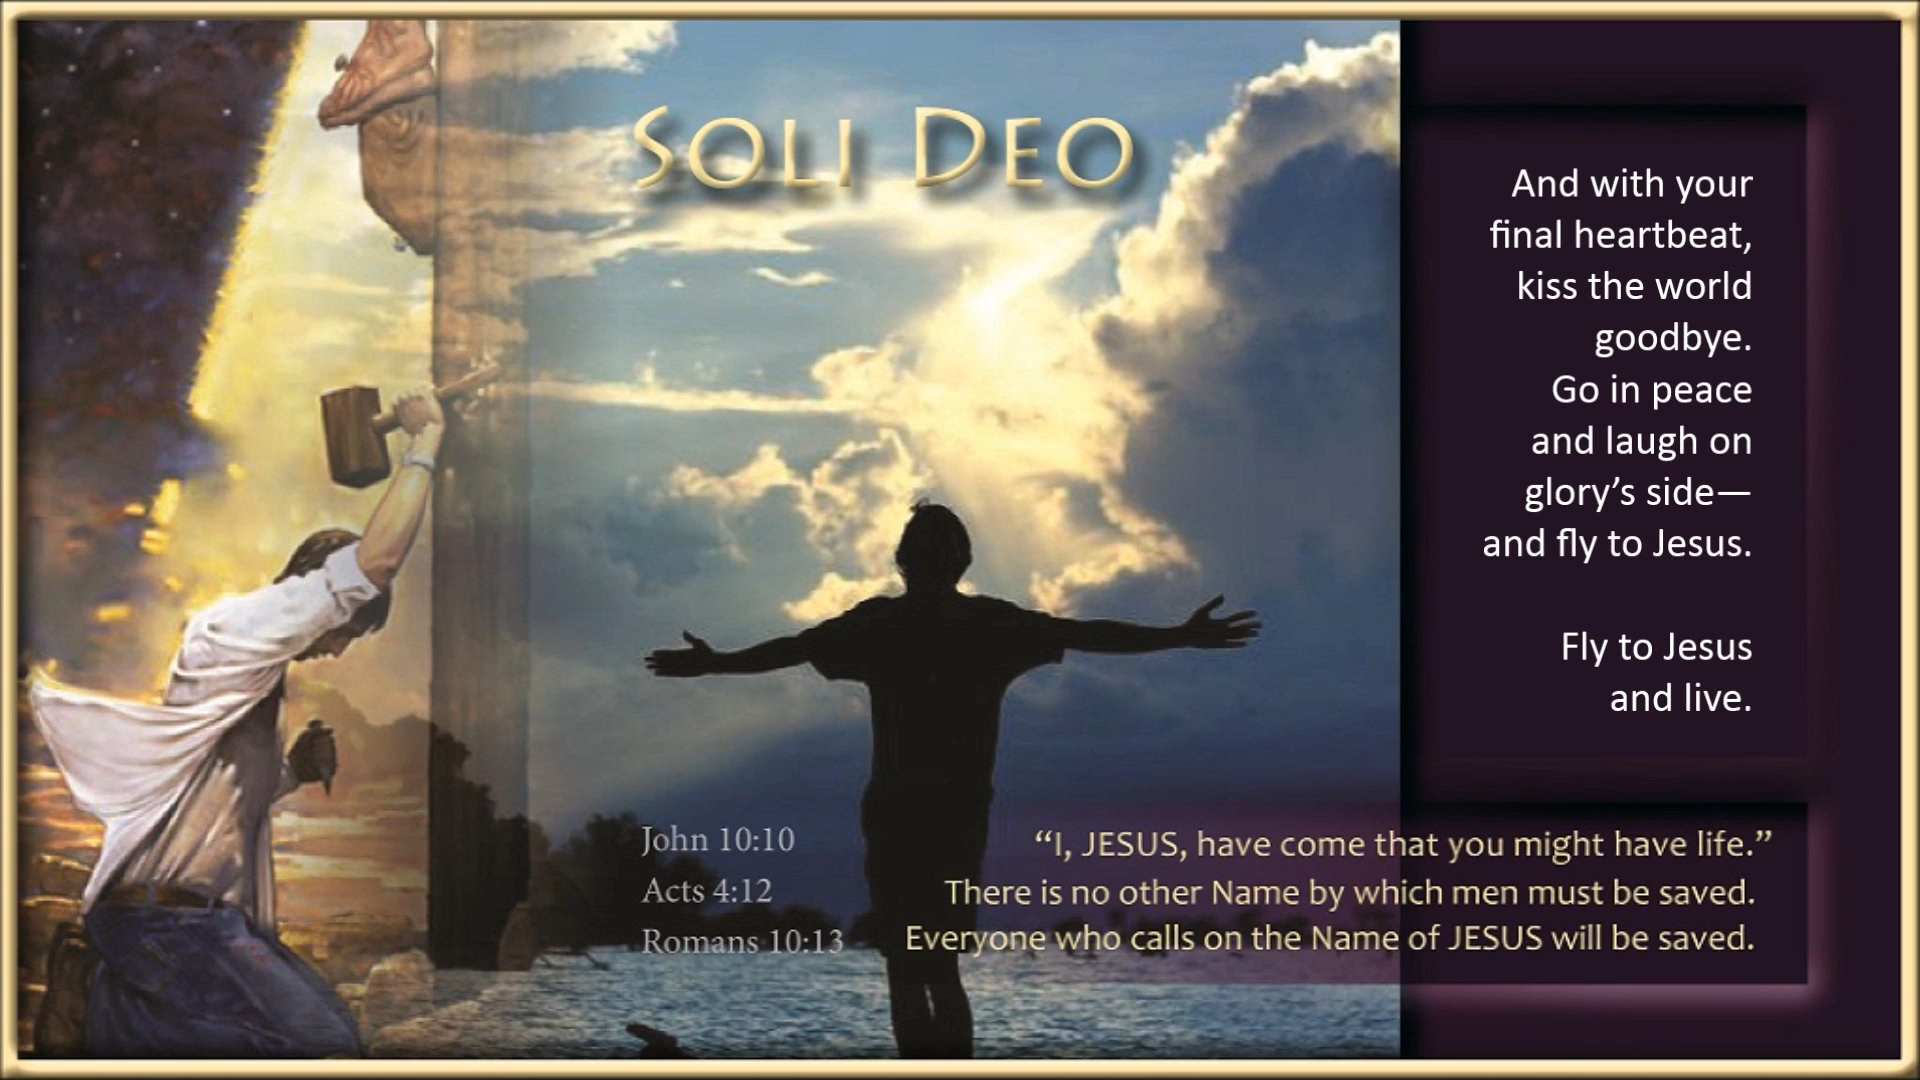 SOLI DEO
And with your
final heartbeat,
kiss the world
goodbye.
Go in peace
and laugh on
glory’s side—
and fly to Jesus.
Fly to Jesus
and live.
John 10:10
“I, JESUS, have come that you might have life.”
Acts 4:12
There is no other Name by which men must be saved.
Romans 10:13
Everyone who calls on the Name of JESUS will be saved.